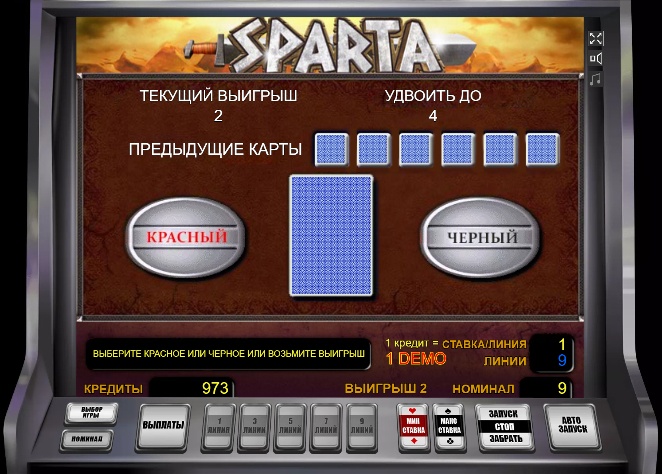 SPARTA
ТЕКУЩИЙ ВЫИГРЫШ
2
УДВОИТЬ ДО
4
ПРЕДЫДУЩИЕ КАРТЫ
КРАСНЫЙ
ЧЕРНЫЙ
ВЫБЕРИТЕ КРАСНОЕ ИЛИ ЧЕРНОЕ ИЛИ ВОЗЬМИТЕ ВЫИГРЫШ
1 кредит = СТАВКА/ЛИНИЯ 1
1 DEMO ЛИНИИ 9
КРЕДИТЫ 973 ВЫИГРЫШ 2 НОМИНАЛ 9
ВЫБОР
ИГРЫ
НОМИНАЛ
ВЫПЛАТЫ
1
ЛИНИЯ
3
ЛИНИИ
5
ЛИНИЙ
7
ЛИНИЙ
9
ЛИНИЙ
МИН
СТАВКА
МАКС
СТАВКА
ЗАПУСК
СТОП
ЗАБРАТЬ
АВТО
ЗАПУСК